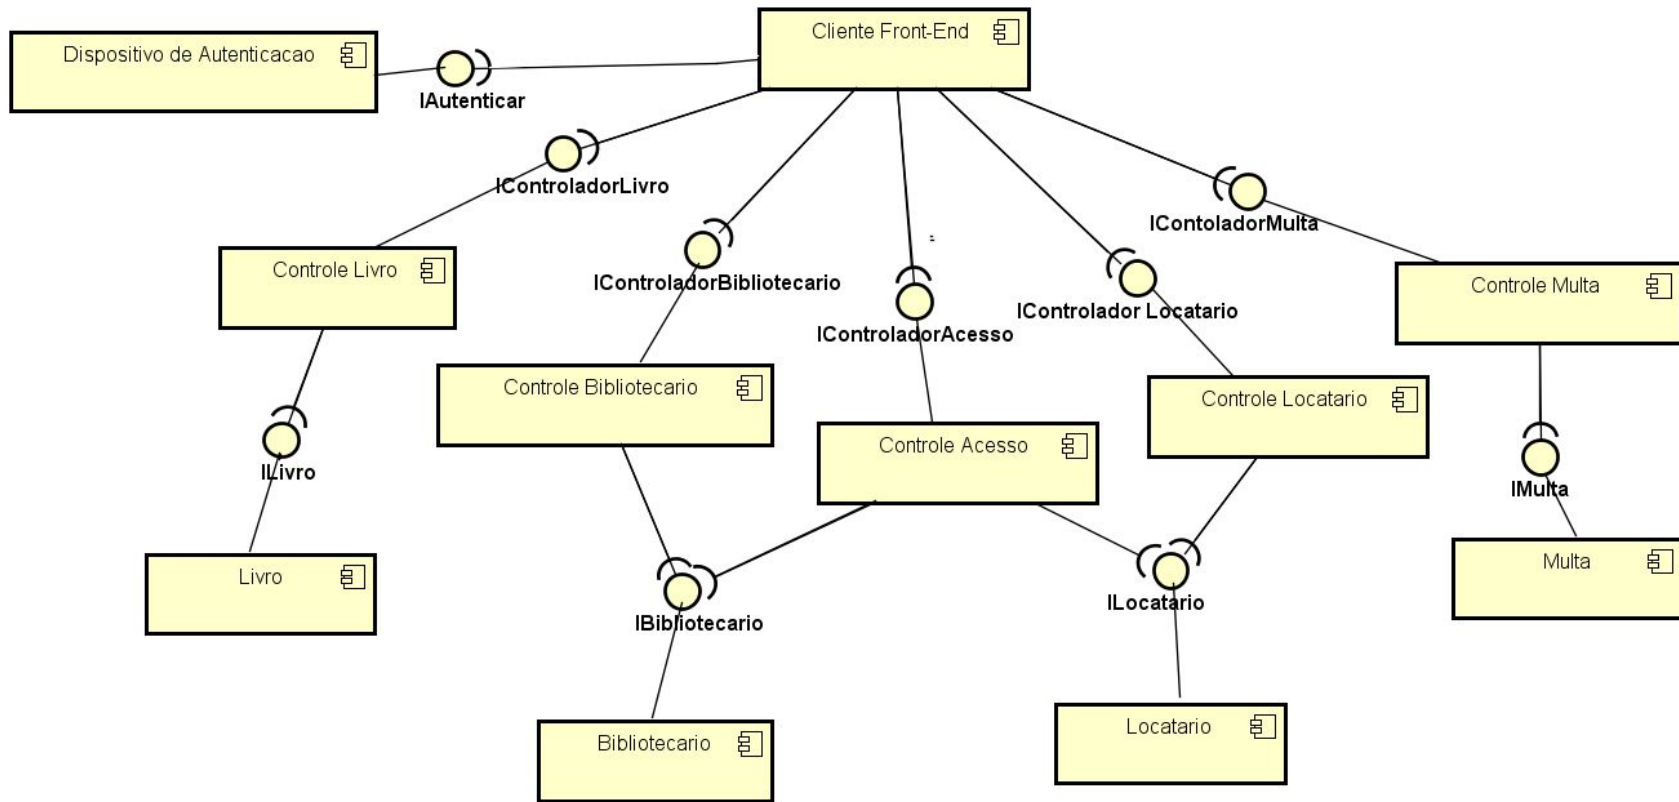 Cliente Front-End
Dispositivo de Autenticacao
IAutenticar
IControladorLivro
IContoladorMulta
Controle Livro
IControladorBibliotecario
IControladorAcesso
IControlador Locatario
Controle Multa
Controle Bibliotecario
Controle Locatario
Controle Acesso
ILivro
IMulta
Livro
Multa
IBibliotecario
ILocatario
Bibliotecario
Locatario